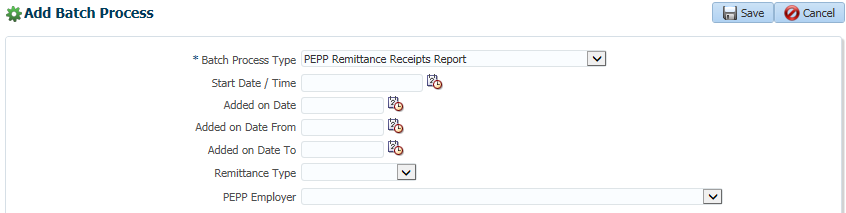 Add Batch Process
Save
Cancel
* Batch Process Type PEPP Remittance Receipts Report
Start Date / Time
Added on Date
Added on Date From
Added on Date To
Remittance Type
PEPP Employer